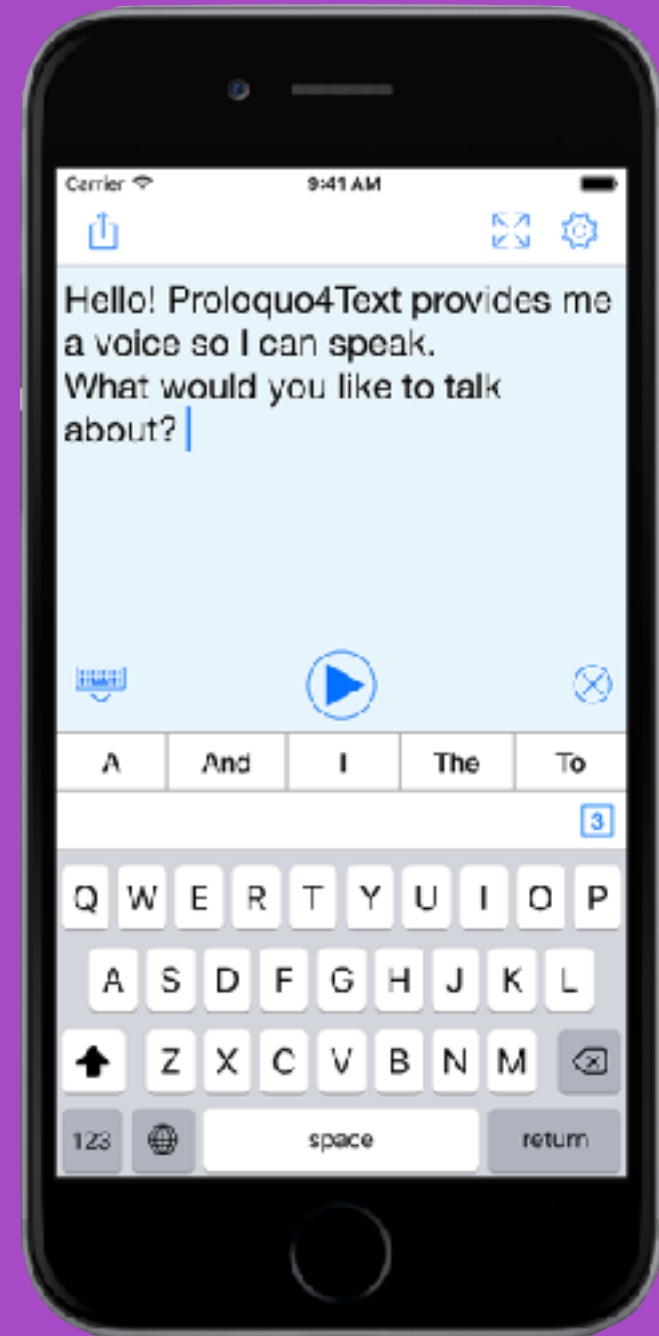 Carrier 9:41 AM
Hello! Proloquo4Text provides me
a voice so I can speak.
What would you like to talk
about?
A And I The To
3
Q W E R T Y U I O P
A S D F G H J K L
Z X C V B N M
123 space return